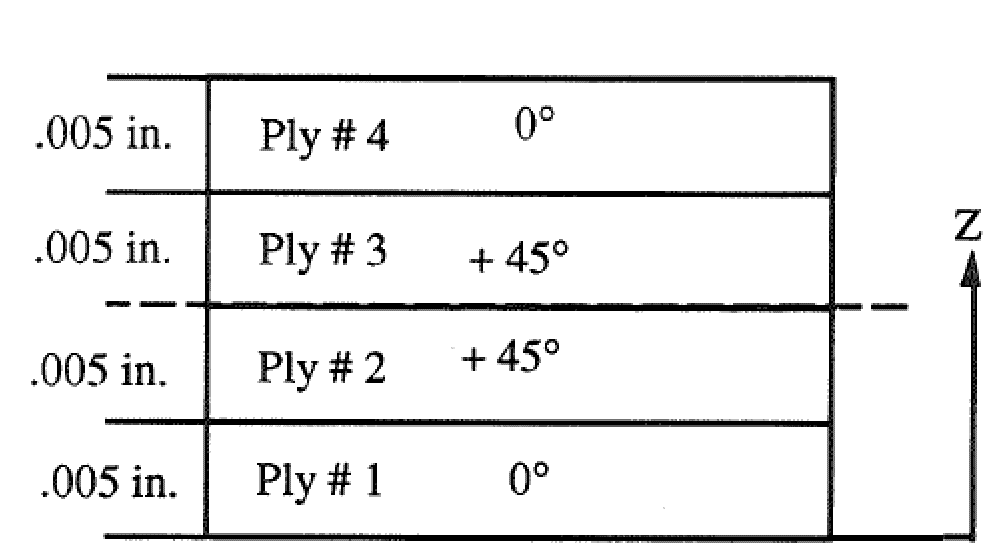 .005 in. Ply # 4 0°
.005 in. Ply # 3 + 45°
Z
.005 in. Ply # 2 + 45°
.005 in. Ply # 1 0°